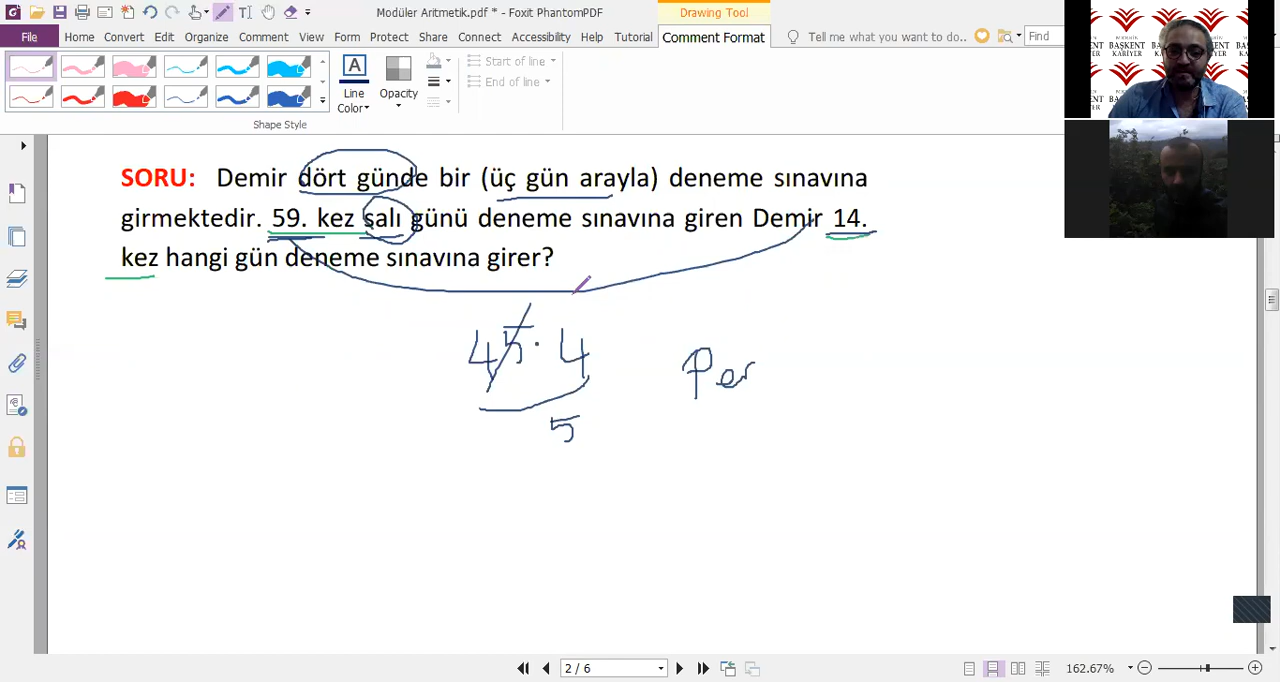 Modüler Aritmetik.pdf * - Foxit PhantomPDF
Drawing Tool
File Home Convert Edit Organize Comment View Form Protect Share Connect Accessibility Help Tutorial Comment Format Tell me what you want to do.. Find
Line Color
Opacity
Start of line
End of line
Shape Style
BAŞKENT KARİYER
SORU: Demir dört günde bir (üç gün arayla) deneme sınavına
girmektedir. 59. kez salı günü deneme sınavına giren Demir 14.
kez hangi gün deneme sınavına girer?
45 · 4
Per
5
2 / 6
162.67%